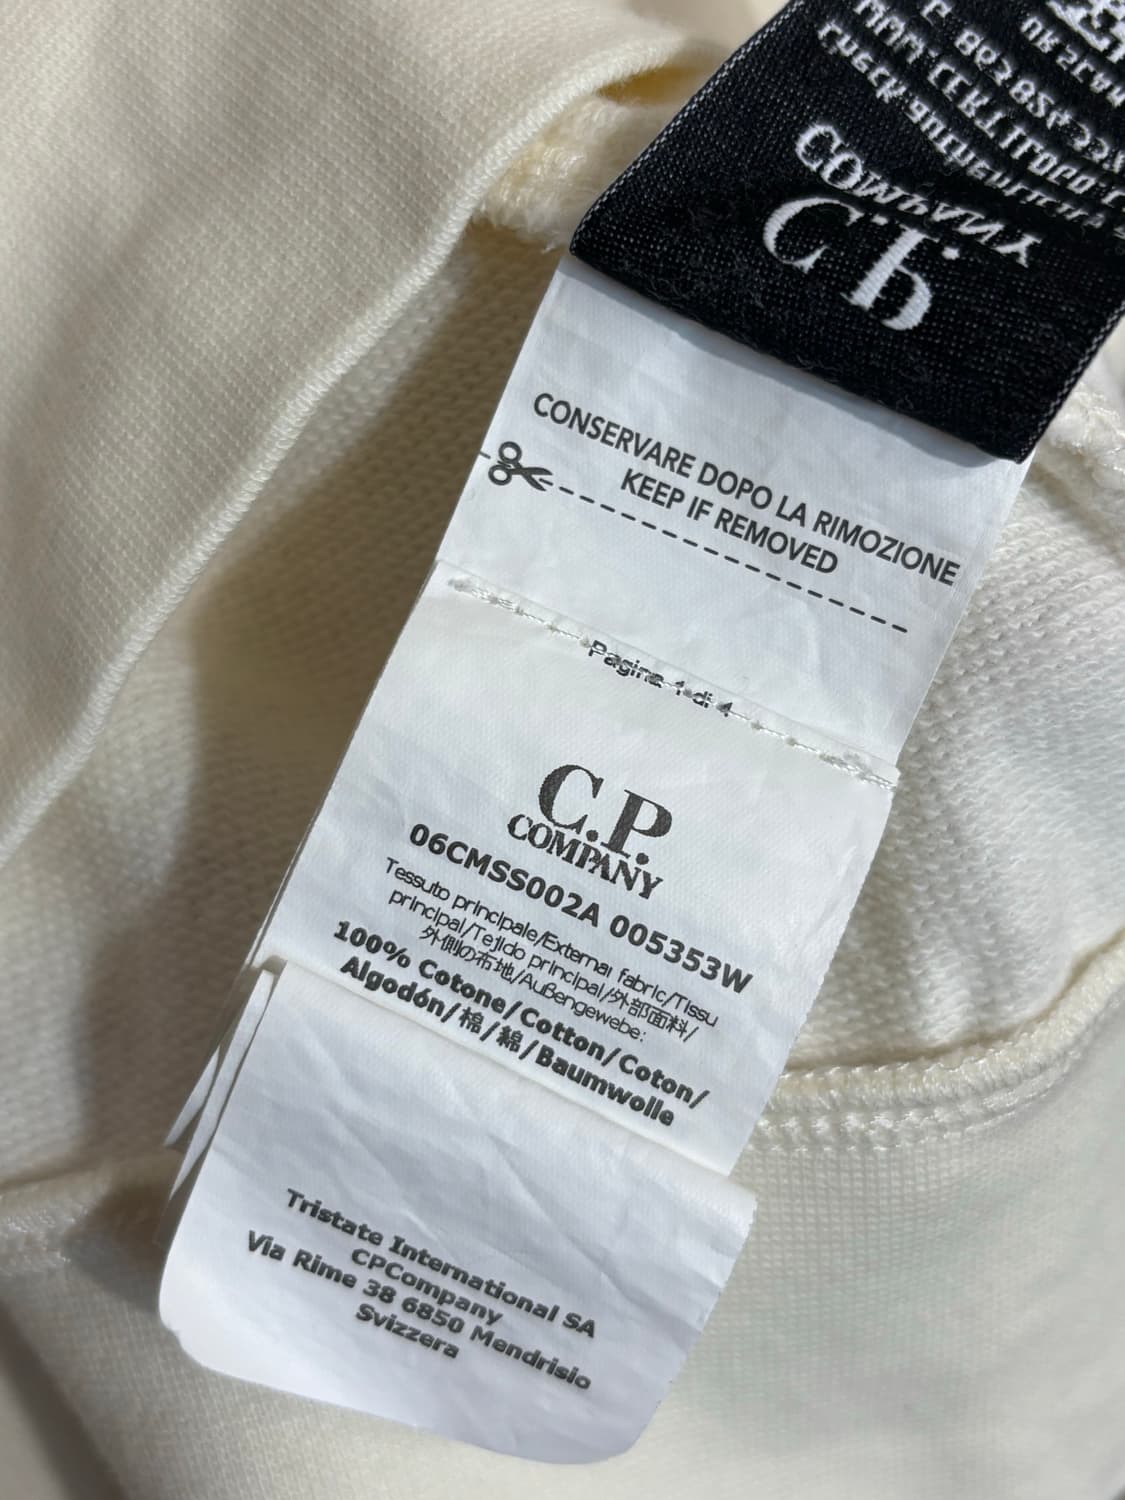 C.P.
COMPANY
CHECK
CONSERVARE DOPO LA RIMOZIONE
KEEP IF REMOVED
Pagina 1 di 4
C.P.
COMPANY
06CMSS002A 005353W
Tessuto principale/External fabric/Tissu
principal/Tejido principal/外部面料/
外側の布地/Außengewebe:
100% Cotone/Cotton/Coton/
Algodón/棉/綿/Baumwolle
Tristate International SA
CPCompany
Via Rime 38 6850 Mendrisio
Svizzera